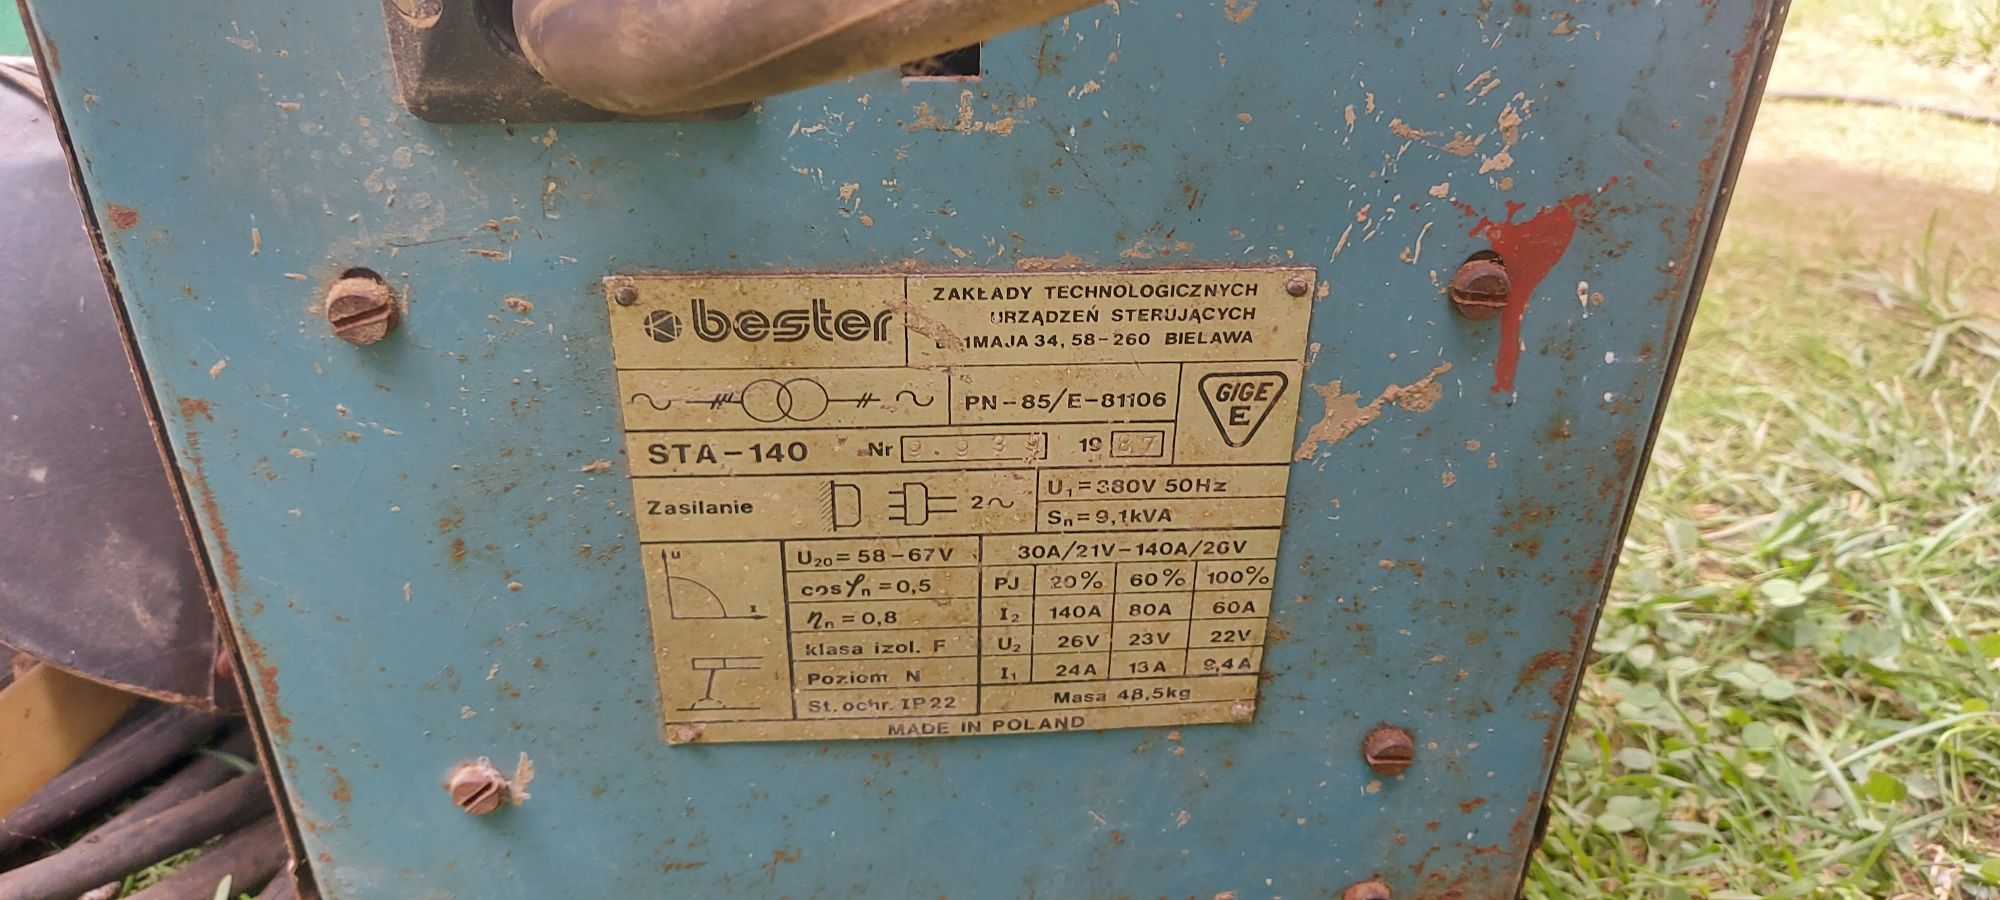 bester
ZAKŁADY TECHNOLOGICZNYCH
URZĄDZEŃ STERUJĄCYCH
1MAJA 34, 58-260 BIELAWA
PN-85/E-81106
GIGE
E
STA-140 Nr 19 87
Zasilanie 2~
U₁=380V 50Hz
Sn=9,1kVA
U
I
U₂₀=58-67V
cosφn=0,5
ηn=0,8
klasa izol. F
Poziom N
St. ochr. IP22
30A/21V-140A/26V
PJ 20% 60% 100%
I₂ 140A 80A 60A
U₂ 26V 23V 22V
I₁ 24A 13A 9,4A
Masa 48,5kg
MADE IN POLAND